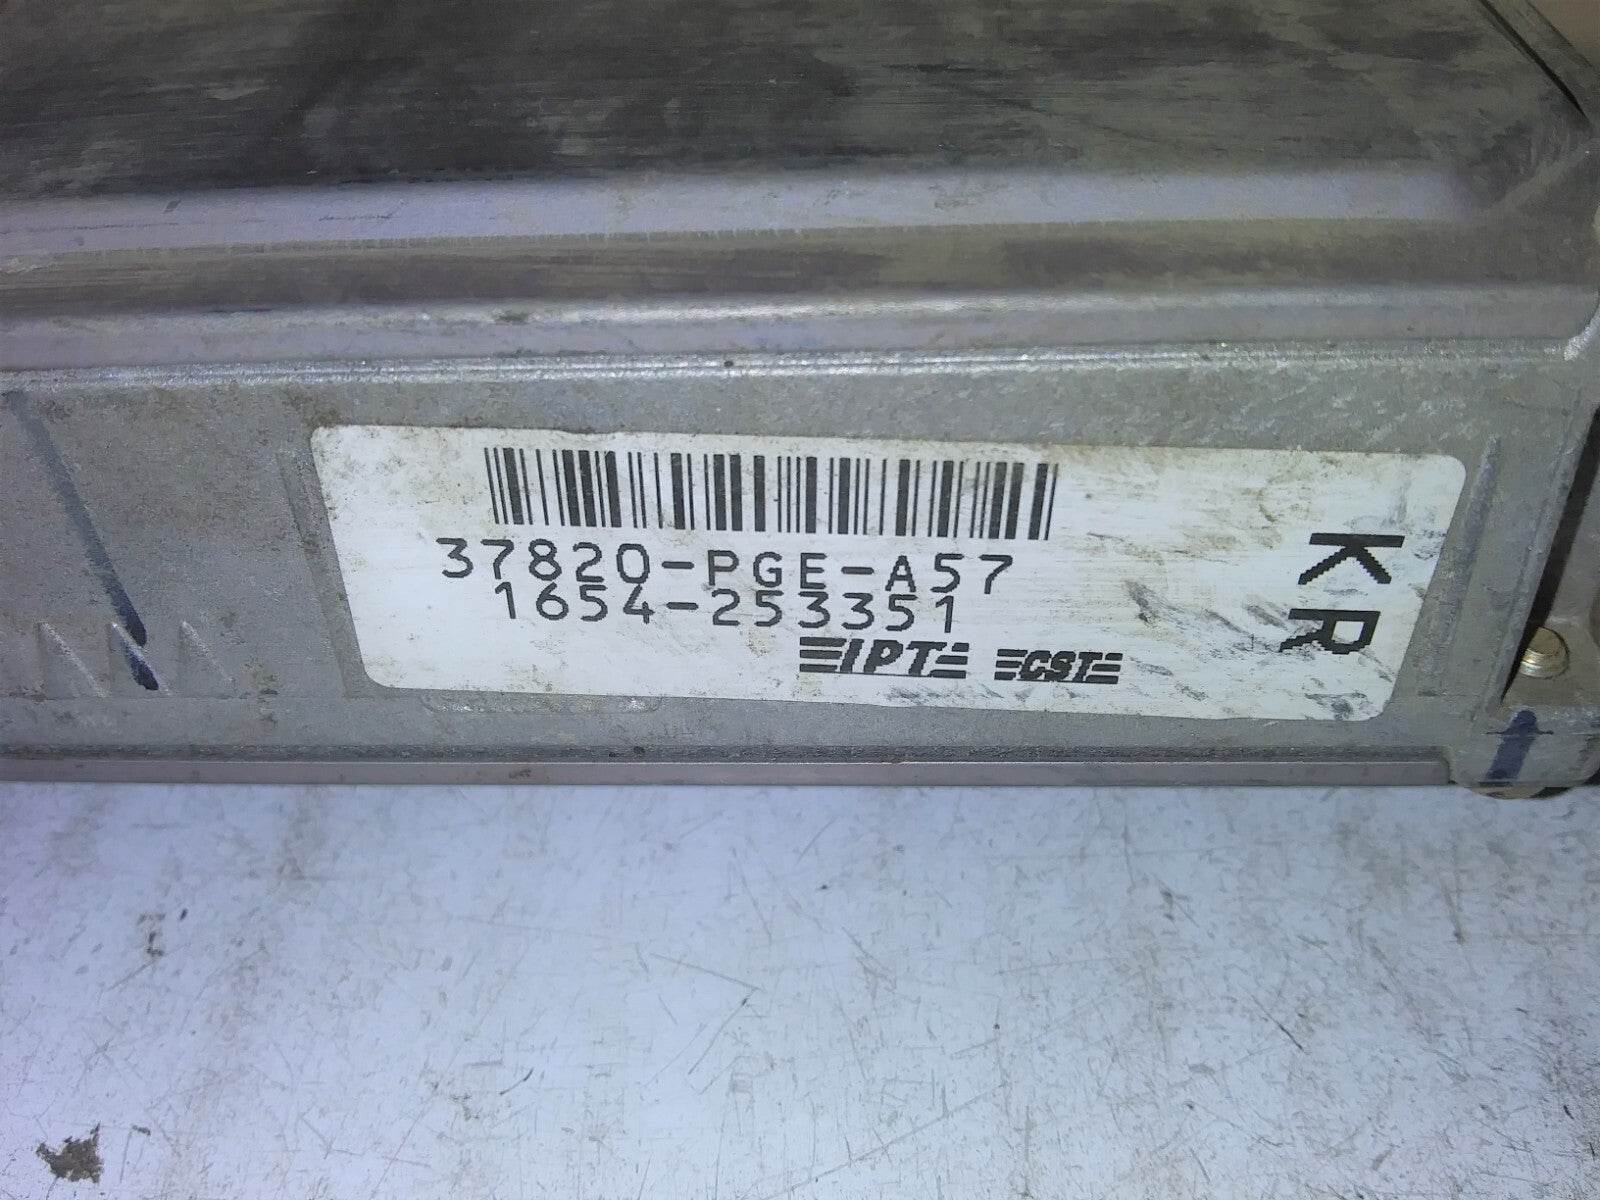 37820-PGE-A57
1654-253351
IPT CST
KR